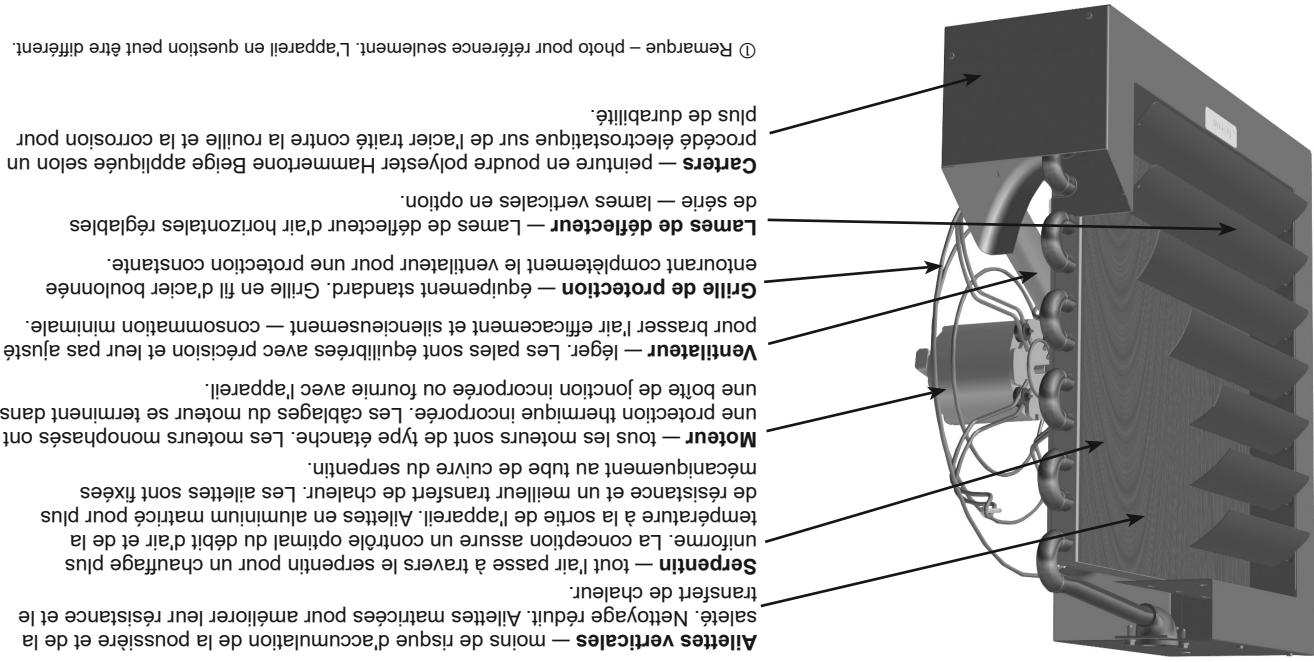 Ailettes verticales — moins de risque d'accumulation de la poussière et de la
saleté. Nettoyage réduit. Ailettes matricées pour améliorer leur résistance et le
transfert de chaleur.
Serpentin — tout l'air passe à travers le serpentin pour un chauffage plus
uniforme. La conception assure un contrôle optimal du débit d'air et de la
température à la sortie de l'appareil. Ailettes en aluminium matricé pour plus
de résistance et un meilleur transfert de chaleur. Les ailettes sont fixées
mécaniquement au tube de cuivre du serpentin.
Moteur — tous les moteurs sont de type étanche. Les moteurs monophasés ont
une protection thermique incorporée. Les câblages du moteur se terminent dans
une boîte de jonction incorporée ou fournie avec l'appareil.
Ventilateur — léger. Les pales sont équilibrées avec précision et leur pas ajusté
pour brasser l'air efficacement et silencieusement — consommation minimale.
Grille de protection — équipement standard. Grille en fil d'acier boulonnée
entourant complètement le ventilateur pour une protection constante.
Lames de déflecteur — Lames de déflecteur d'air horizontales réglables
de série — lames verticales en option.
Carters — peinture en poudre polyester Hammertone Beige appliquée selon un
procédé électrostatique sur de l'acier traité contre la rouille et la corrosion pour
plus de durabilité.
① Remarque – photo pour référence seulement. L'appareil en question peut être différent.